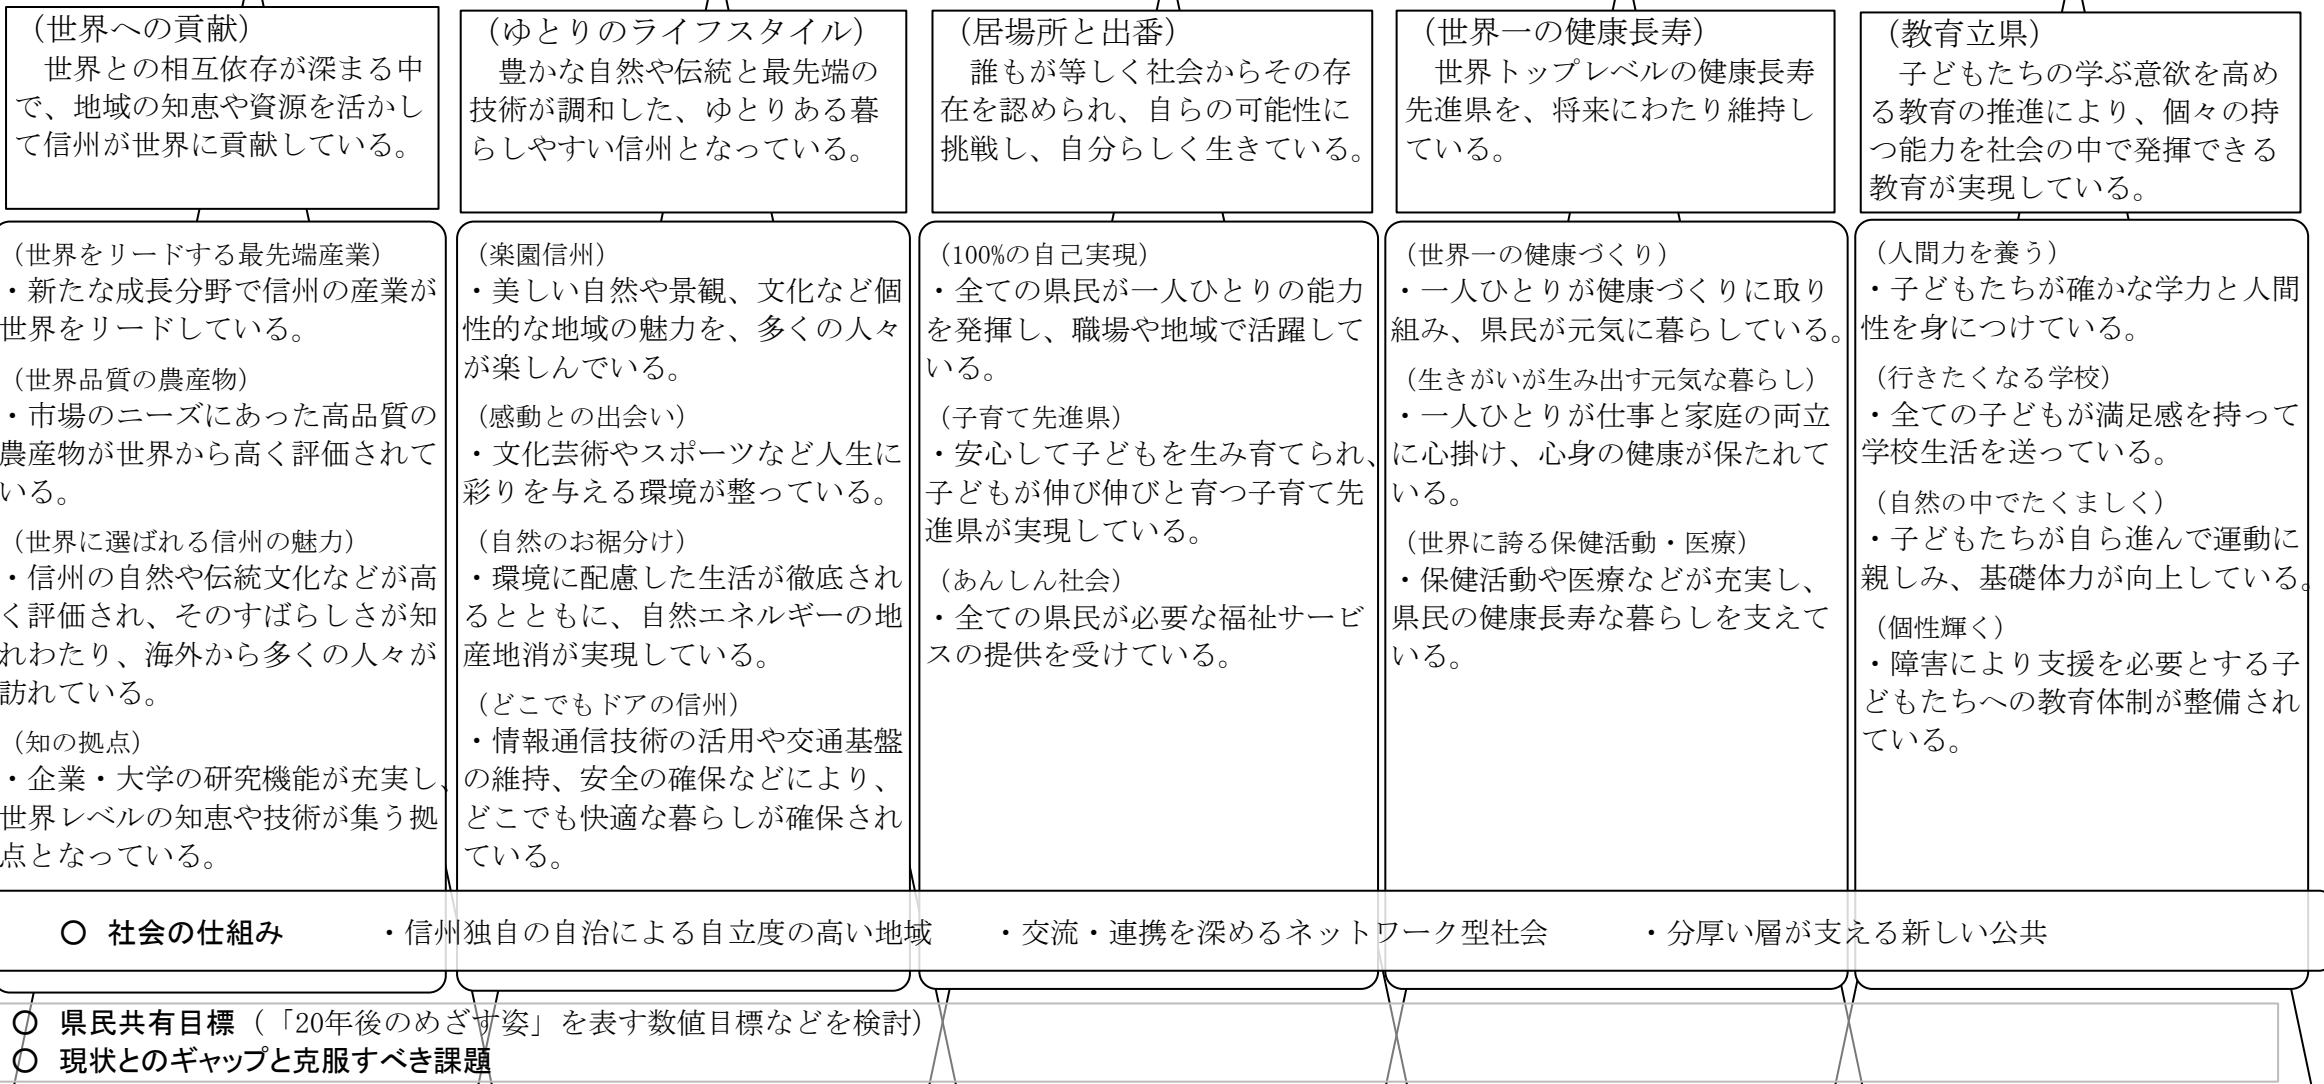 （世界への貢献）
世界との相互依存が深まる中
で、地域の知恵や資源を活かし
て信州が世界に貢献している。
（ゆとりのライフスタイル）
豊かな自然や伝統と最先端の
技術が調和した、ゆとりある暮
らしやすい信州となっている。
（居場所と出番）
誰もが等しく社会からその存
在を認められ、自らの可能性に
挑戦し、自分らしく生きている。
（世界一の健康長寿）
世界トップレベルの健康長寿
先進県を、将来にわたり維持し
ている。
（教育立県）
子どもたちの学ぶ意欲を高め
る教育の推進により、個々の持
つ能力を社会の中で発揮できる
教育が実現している。
（世界をリードする最先端産業）
・新たな成長分野で信州の産業が
世界をリードしている。
（世界品質の農産物）
・市場のニーズにあった高品質の
農産物が世界から高く評価されて
いる。
（世界に選ばれる信州の魅力）
・信州の自然や伝統文化などが高
く評価され、そのすばらしさが知
れわたり、海外から多くの人々が
訪れている。
（知の拠点）
・企業・大学の研究機能が充実し、
世界レベルの知恵や技術が集う拠
点となっている。
（楽園信州）
・美しい自然や景観、文化など個
性的な地域の魅力を、多くの人々
が楽しんでいる。
（感動との出会い）
・文化芸術やスポーツなど人生に
彩りを与える環境が整っている。
（自然のお裾分け）
・環境に配慮した生活が徹底され
るとともに、自然エネルギーの地
産地消が実現している。
（どこでもドアの信州）
・情報通信技術の活用や交通基盤
の維持、安全の確保などにより、
どこでも快適な暮らしが確保され
ている。
（100%の自己実現）
・全ての県民が一人ひとりの能力
を発揮し、職場や地域で活躍して
いる。
（子育て先進県）
・安心して子どもを生み育てられ、
子どもが伸び伸びと育つ子育て先
進県が実現している。
（あんしん社会）
・全ての県民が必要な福祉サービ
スの提供を受けている。
（世界一の健康づくり）
・一人ひとりが健康づくりに取り
組み、県民が元気に暮らしている。
（生きがいが生み出す元気な暮らし）
・一人ひとりが仕事と家庭の両立
に心掛け、心身の健康が保たれて
いる。
（世界に誇る保健活動・医療）
・保健活動や医療などが充実し、
県民の健康長寿な暮らしを支えて
いる。
（人間力を養う）
・子どもたちが確かな学力と人間
性を身につけている。
（行きたくなる学校）
・全ての子どもが満足感を持って
学校生活を送っている。
（自然の中でたくましく）
・子どもたちが自ら進んで運動に
親しみ、基礎体力が向上している。
（個性輝く）
・障害により支援を必要とする子
どもたちへの教育体制が整備され
ている。
○ 社会の仕組み ・信州独自の自治による自立度の高い地域 ・交流・連携を深めるネットワーク型社会 ・分厚い層が支える新しい公共
○ 県民共有目標（「20年後のめざす姿」を表す数値目標などを検討）
○ 現状とのギャップと克服すべき課題